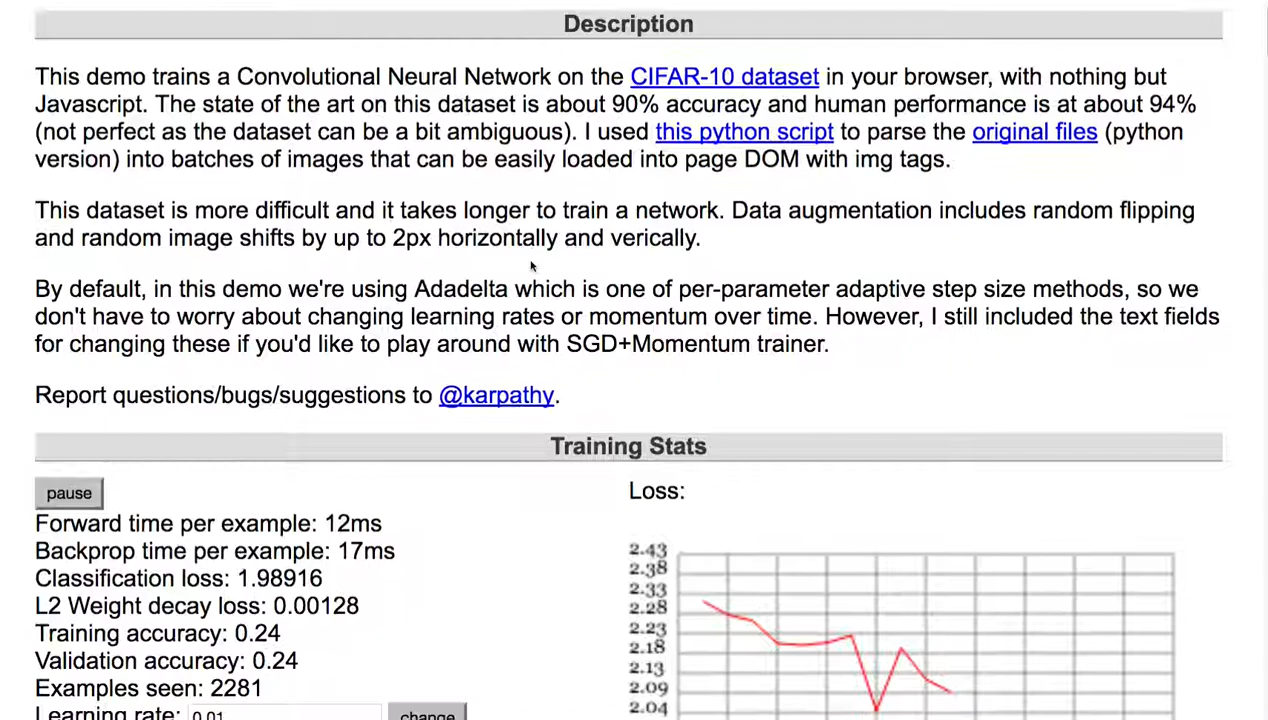 Description
This demo trains a Convolutional Neural Network on the CIFAR-10 dataset in your browser, with nothing but
Javascript. The state of the art on this dataset is about 90% accuracy and human performance is at about 94%
(not perfect as the dataset can be a bit ambiguous). I used this python script to parse the original files (python
version) into batches of images that can be easily loaded into page DOM with img tags.
This dataset is more difficult and it takes longer to train a network. Data augmentation includes random flipping
and random image shifts by up to 2px horizontally and verically.
By default, in this demo we're using Adadelta which is one of per-parameter adaptive step size methods, so we
don't have to worry about changing learning rates or momentum over time. However, I still included the text fields
for changing these if you'd like to play around with SGD+Momentum trainer.
Report questions/bugs/suggestions to @karpathy.
Training Stats
pause
Forward time per example: 12ms
Backprop time per example: 17ms
Classification loss: 1.98916
L2 Weight decay loss: 0.00128
Training accuracy: 0.24
Validation accuracy: 0.24
Examples seen: 2281
Learning rate: 0.01 change
Loss:
2.43
2.38
2.33
2.28
2.23
2.18
2.13
2.09
2.04